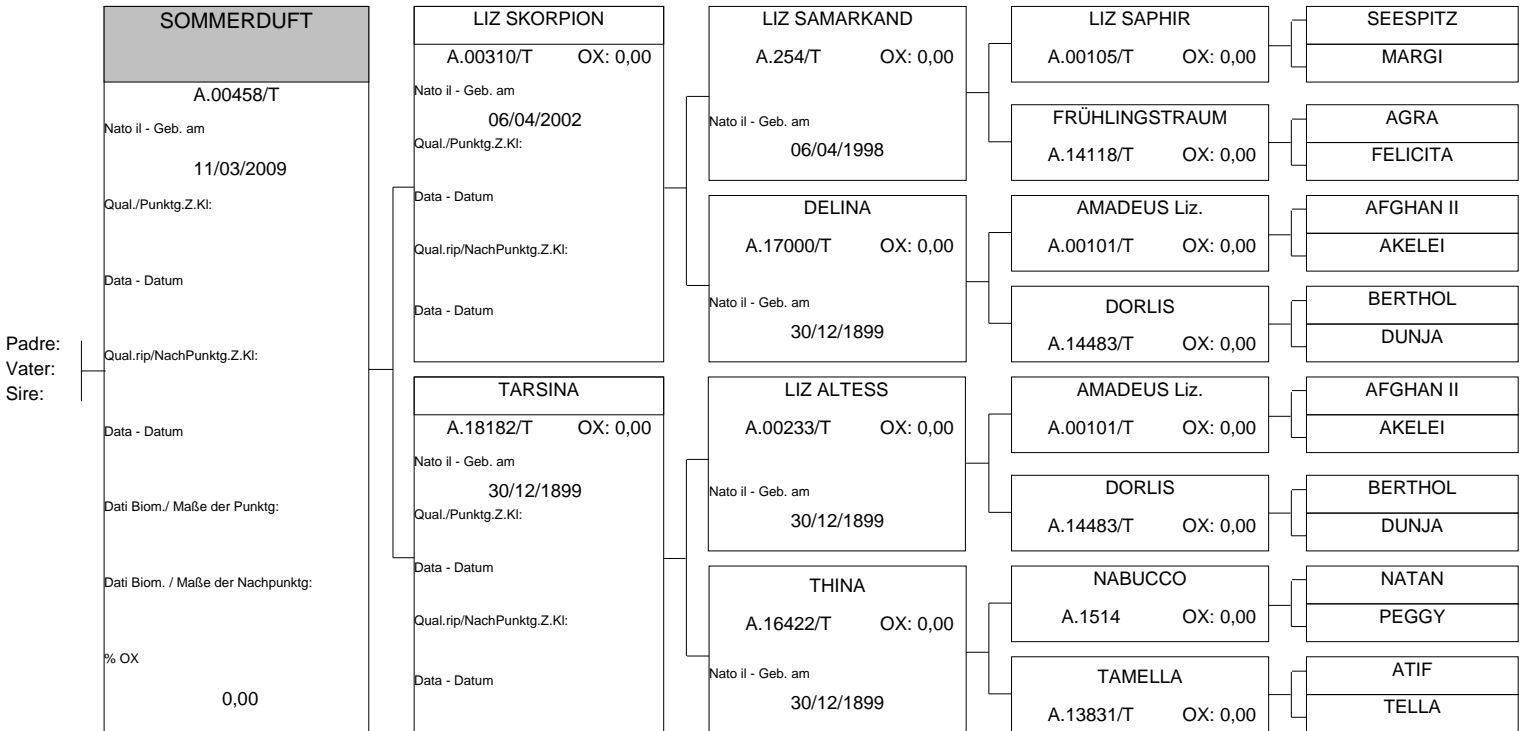 Padre:
Vater:
Sire:
SOMMERDUFT
A.00458/T
Nato il - Geb. am
11/03/2009
Qual./Punktg.Z.Kl:
Data - Datum
Qual.rip/NachPunktg.Z.Kl:
Data - Datum
Dati Biom./ Maße der Punktg:
Dati Biom. / Maße der Nachpunktg:
% OX
0,00
LIZ SKORPION
A.00310/T OX: 0,00
Nato il - Geb. am
06/04/2002
Qual./Punktg.Z.Kl:
Data - Datum
Qual.rip/NachPunktg.Z.Kl:
Data - Datum
TARSINA
A.18182/T OX: 0,00
Nato il - Geb. am
30/12/1899
Qual./Punktg.Z.Kl:
Data - Datum
Qual.rip/NachPunktg.Z.Kl:
Data - Datum
LIZ SAMARKAND
A.254/T OX: 0,00
Nato il - Geb. am
06/04/1998
DELINA
A.17000/T OX: 0,00
Nato il - Geb. am
30/12/1899
LIZ ALTESS
A.00233/T OX: 0,00
Nato il - Geb. am
30/12/1899
THINA
A.16422/T OX: 0,00
Nato il - Geb. am
30/12/1899
LIZ SAPHIR
A.00105/T OX: 0,00
FRÜHLINGSTRAUM
A.14118/T OX: 0,00
AMADEUS Liz.
A.00101/T OX: 0,00
DORLIS
A.14483/T OX: 0,00
AMADEUS Liz.
A.00101/T OX: 0,00
DORLIS
A.14483/T OX: 0,00
NABUCCO
A.1514 OX: 0,00
TAMELLA
A.13831/T OX: 0,00
SEESPITZ
MARGI
AGRA
FELICITA
AFGHAN II
AKELEI
BERTHOL
DUNJA
AFGHAN II
AKELEI
BERTHOL
DUNJA
NATAN
PEGGY
ATIF
TELLA